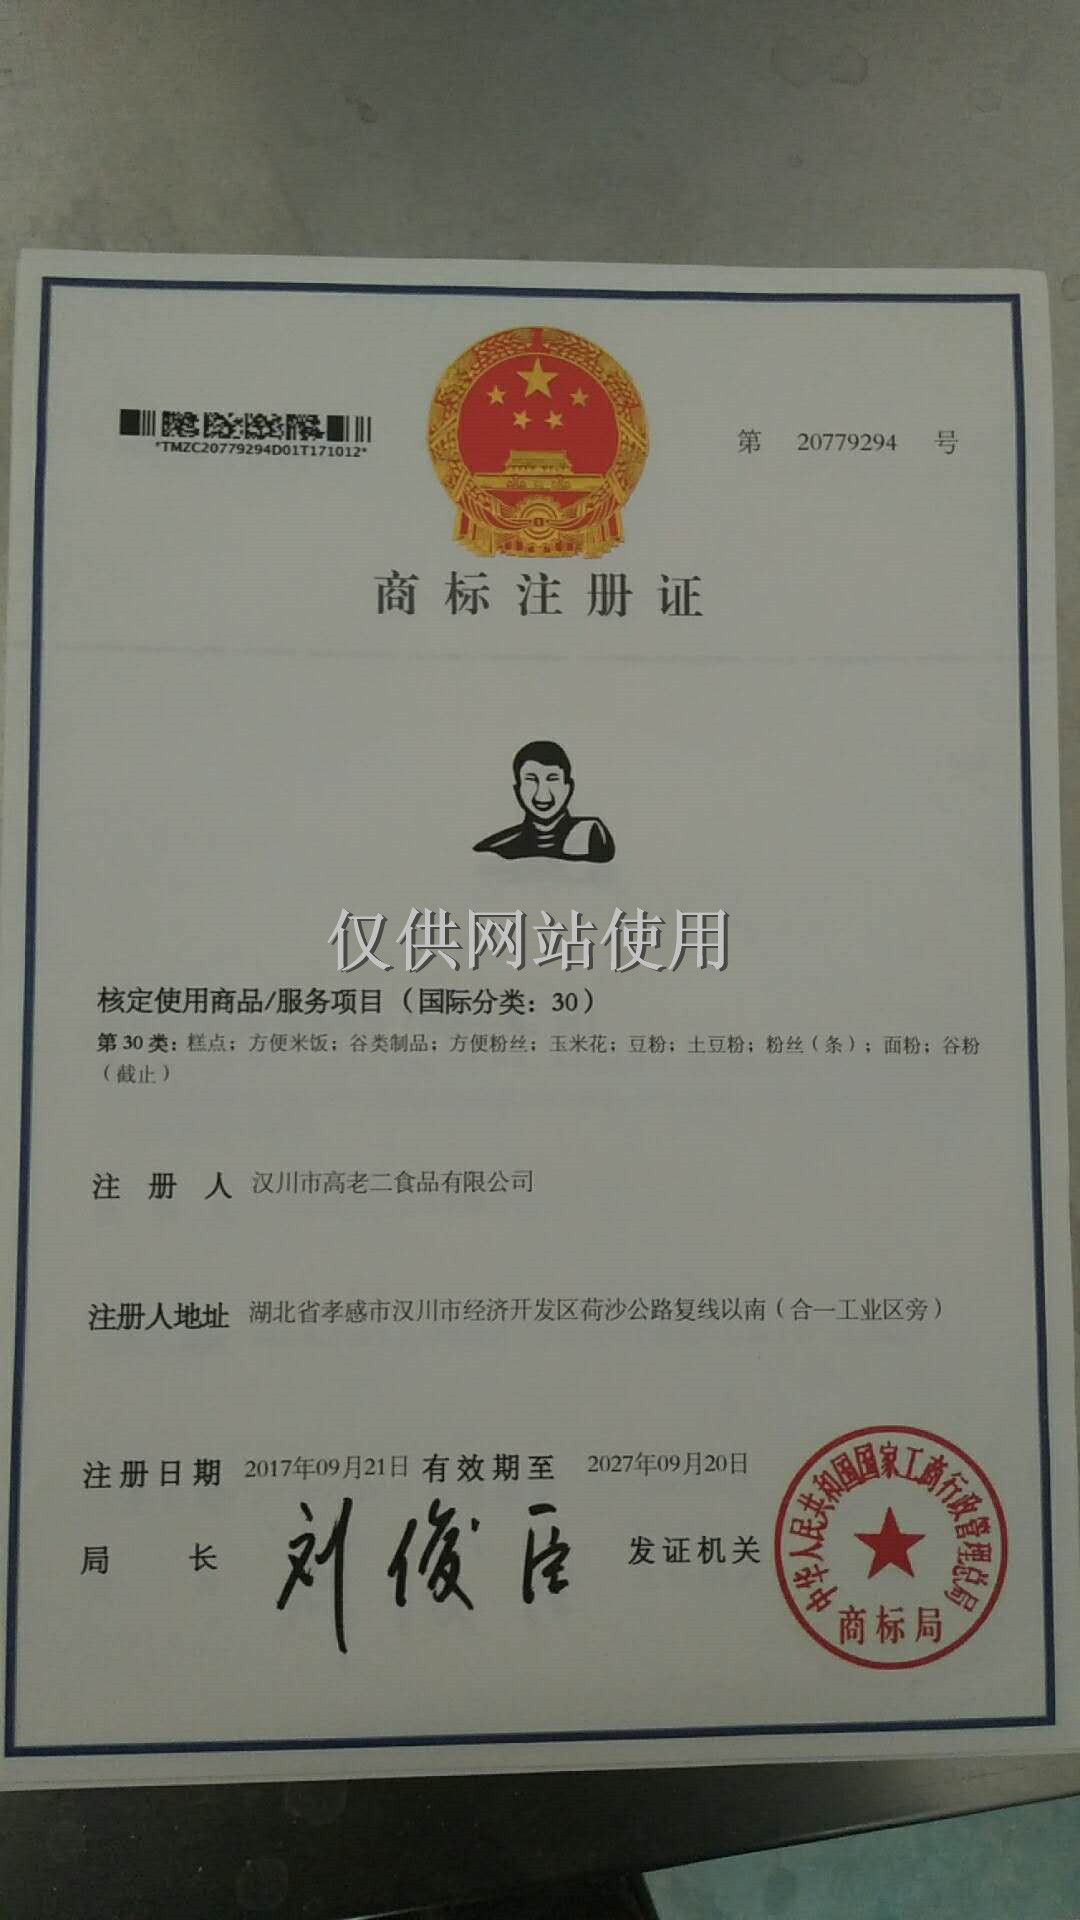 *TMZC20779294D01T171012*
第 20779294 号
商标注册证
仅供网站使用
核定使用商品/服务项目（国际分类：30）
第30类：糕点；方便米饭；谷类制品；方便粉丝；玉米花；豆粉；土豆粉；粉丝（条）；面粉；谷粉
（截止）
注册人 汉川市高老二食品有限公司
注册人地址 湖北省孝感市汉川市经济开发区荷沙公路复线以南（合一工业区旁）
注册日期 2017年09月21日 有效期至 2027年09月20日
局长 刘俊臣 发证机关
中华人民共和国国家工商行政管理总局
商标局